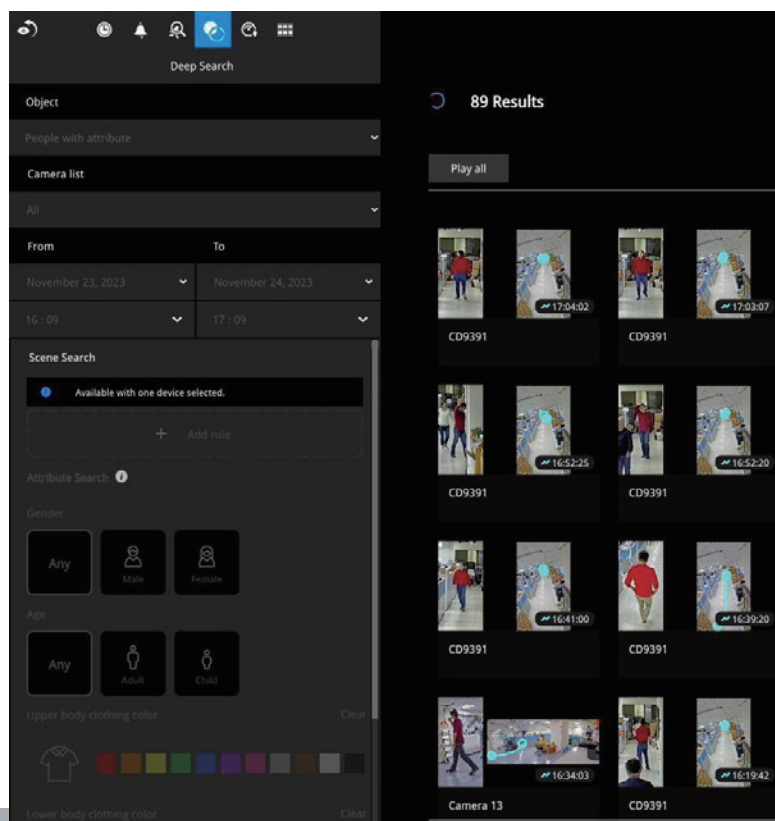 Deep Search
Object
People with attribute
Camera list
All
From To
November 23, 2023 November 24, 2023
16 : 09 17 : 09
Scene Search
Available with one device selected.
+ Add rule
Attribute Search
Gender
Any Male Female
Age
Any Adult Child
Upper body clothing color Clear
Lower body clothing color Clear
89 Results
Play all
17:04:02 17:03:07
CD9391 CD9391
16:52:25 16:52:20
CD9391 CD9391
16:41:00 16:39:20
CD9391 CD9391
16:34:03 16:19:42
Camera 13 CD9391